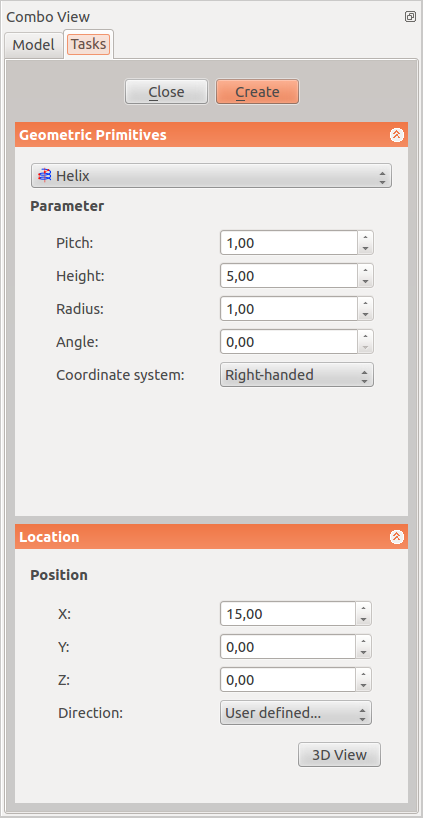 Combo View
Model Tasks
Close Create
Geometric Primitives
Helix
Parameter
Pitch: 1,00
Height: 5,00
Radius: 1,00
Angle: 0,00
Coordinate system: Right-handed
Location
Position
X: 15,00
Y: 0,00
Z: 0,00
Direction: User defined...
3D View